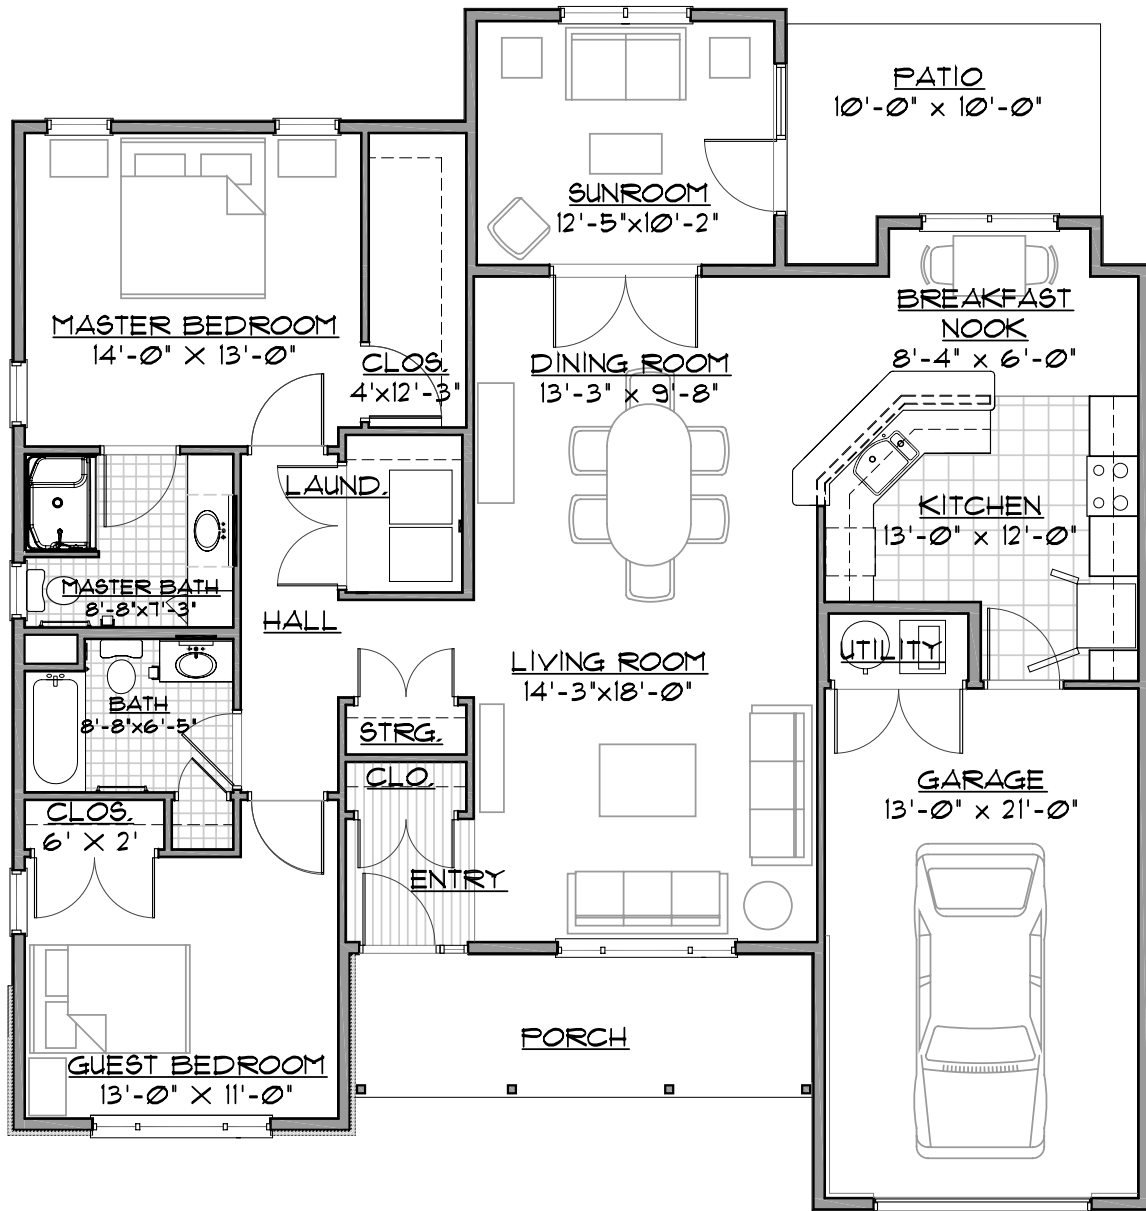 PATIO
10'-0" x 10'-0"
SUNROOM
12'-5"x10'-2"
MASTER BEDROOM
14'-0" X 13'-0"
CLOS.
4'x12'-3"
DINING ROOM
13'-3" x 9'-8"
BREAKFAST
NOOK
8'-4" x 6'-0"
LAUND.
KITCHEN
13'-0" x 12'-0"
MASTER BATH
8'-8"x7'-3"
HALL
LIVING ROOM
14'-3"x18'-0"
UTILITY
BATH
8'-8"x6'-5"
STRG.
CLO.
GARAGE
13'-0" x 21'-0"
CLOS.
6' X 2'
ENTRY
PORCH
GUEST BEDROOM
13'-0" X 11'-0"